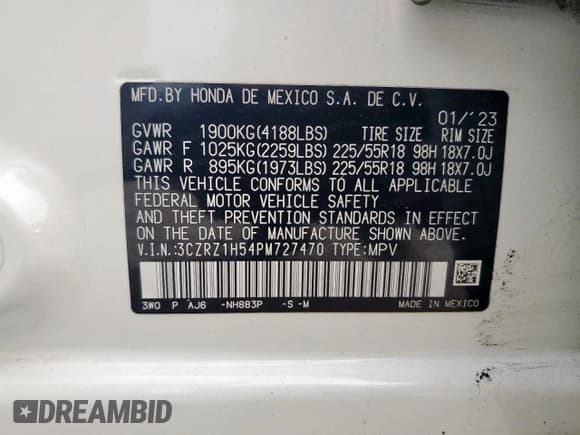 MFD.BY HONDA DE MEXICO S.A. DE C.V.
01/'23
GVWR 1900KG(4188LBS) TIRE SIZE RIM SIZE
GAWR F 1025KG(2259LBS) 225/55R18 98H 18X7.0J
GAWR R 895KG(1973LBS) 225/55R18 98H 18X7.0J
THIS VEHICLE CONFORMS TO ALL APPLICABLE
FEDERAL MOTOR VEHICLE SAFETY
AND THEFT PREVENTION STANDARDS IN EFFECT
ON THE DATE OF MANUFACTURE SHOWN ABOVE.
V.I.N.:3CZRZ1H54PM727470 TYPE:MPV
3W0 P AJ6 -NH883P -S -M MADE IN MEXICO
DREAMBID